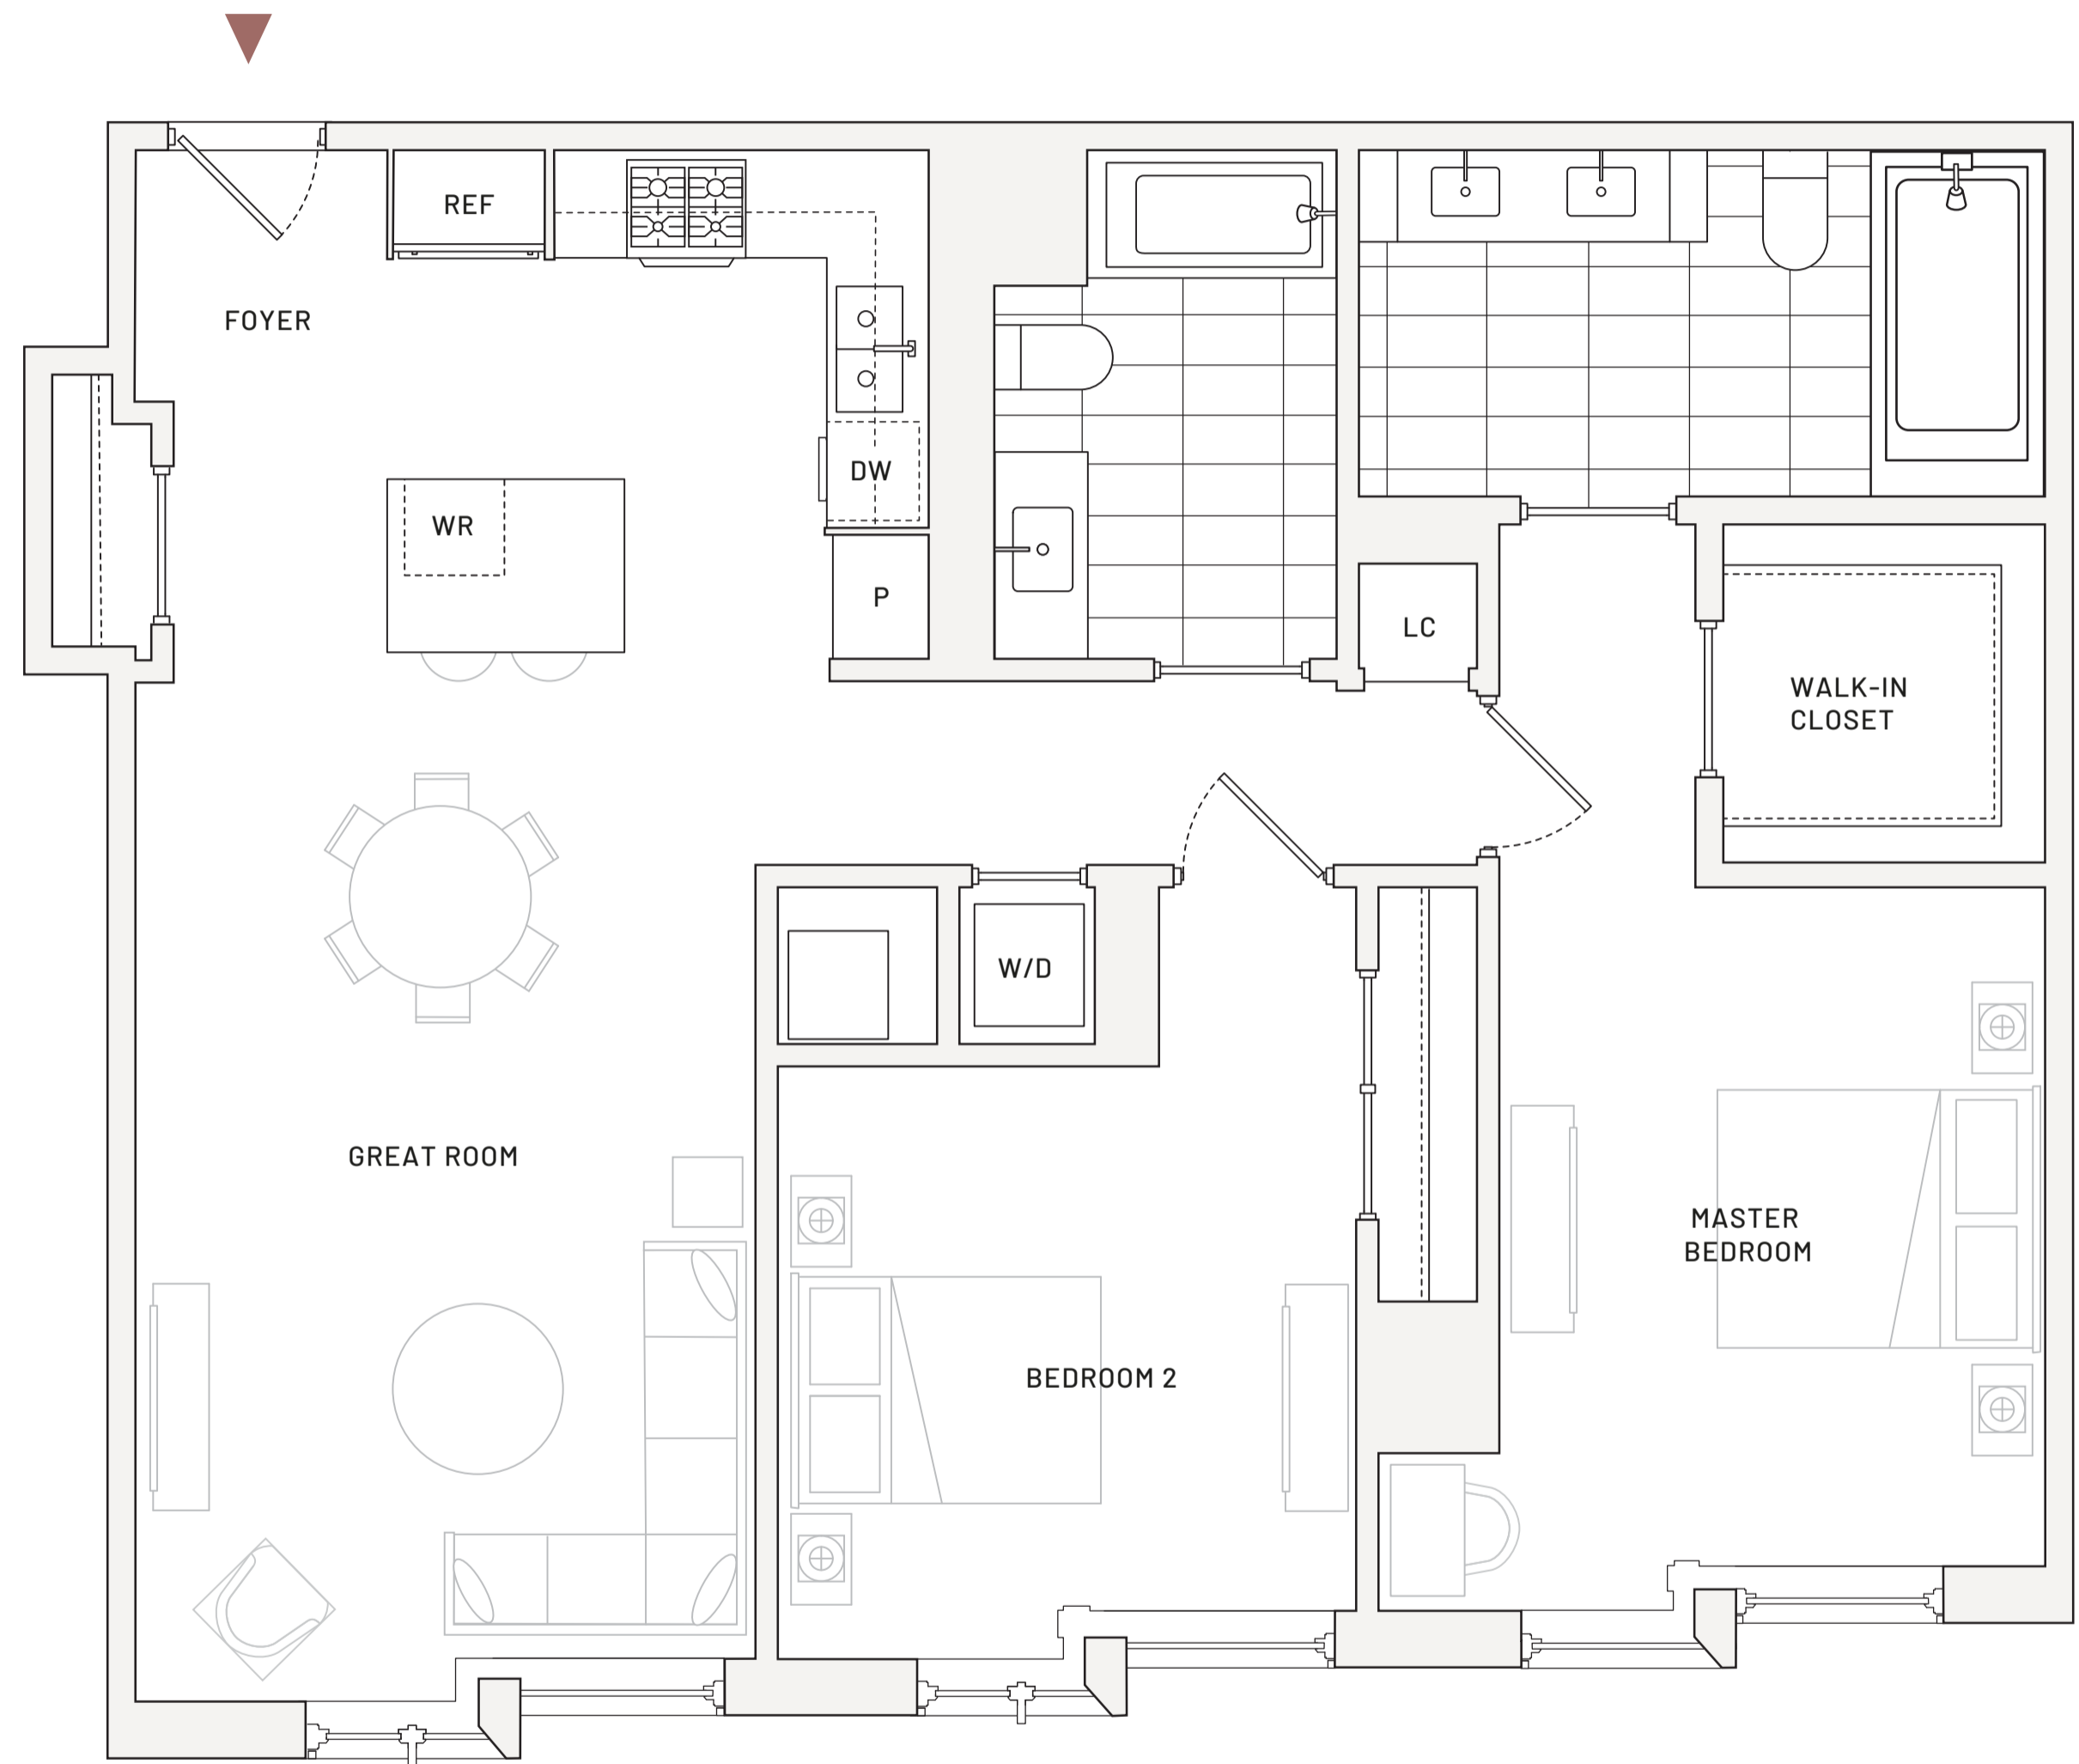 REF
FOYER
DW
WR
P
LC
WALK-IN
CLOSET
W/D
GREAT ROOM
MASTER
BEDROOM
BEDROOM 2